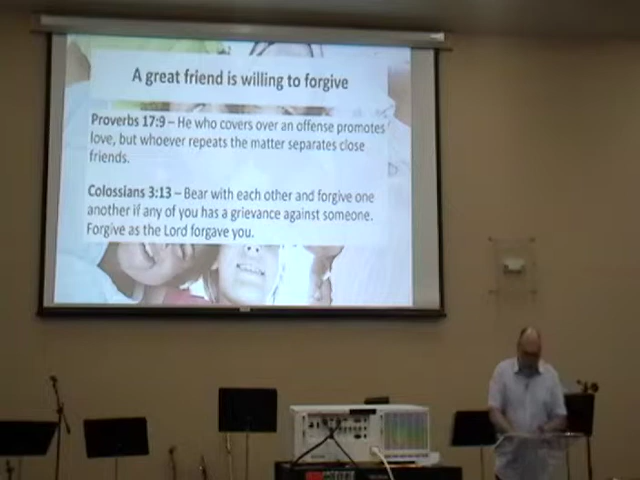 A great friend is willing to forgive
Proverbs 17:9 – He who covers over an offense promotes
love, but whoever repeats the matter separates close
friends.
Colossians 3:13 – Bear with each other and forgive one
another if any of you has a grievance against someone.
Forgive as the Lord forgave you.